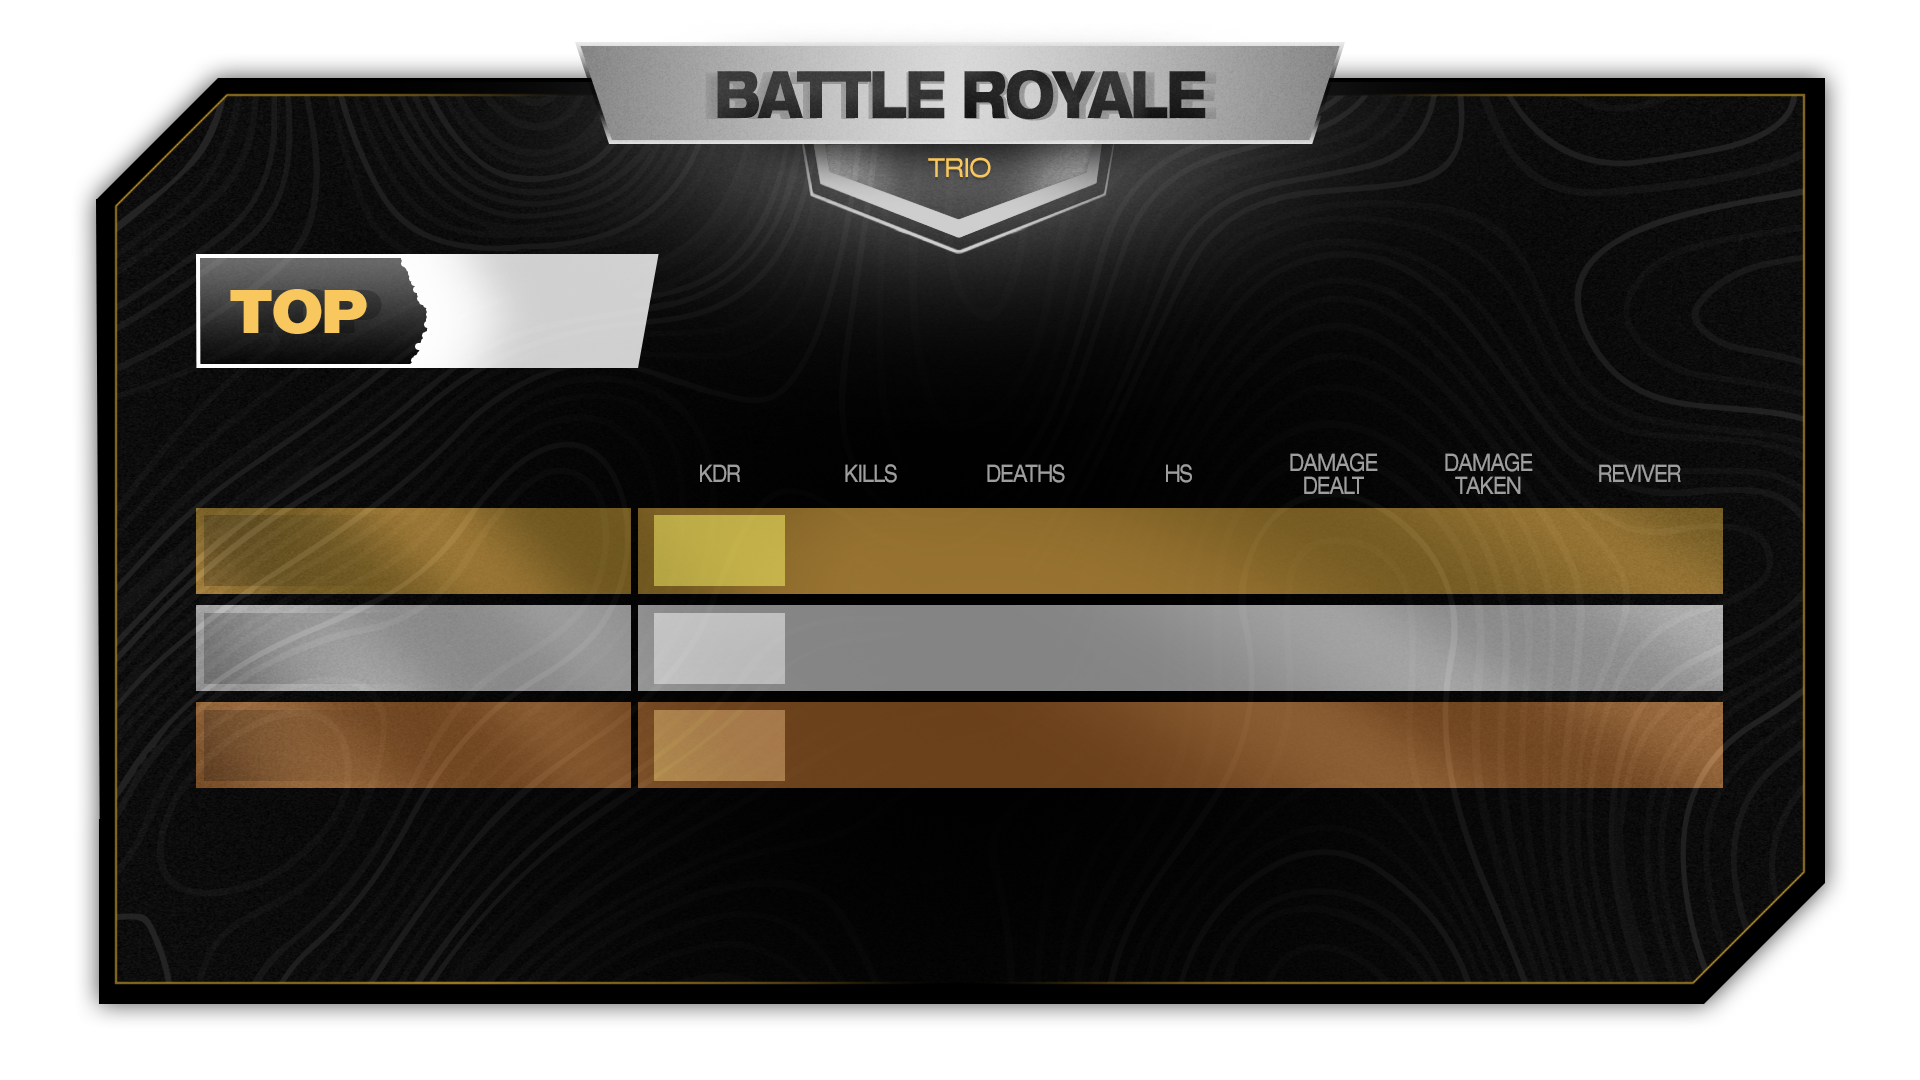 BATTLE ROYALE
TRIO
TOP
KDR KILLS DEATHS HS DAMAGE DEALT DAMAGE TAKEN REVIVER